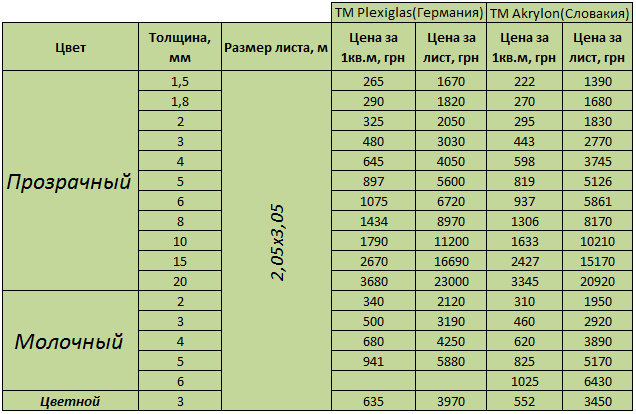 ТМ Plexiglas(Германия) ТМ Akrylon(Словакия)
Цвет Толщина, мм Размер листа, м Цена за 1кв.м, грн Цена за лист, грн Цена за 1кв.м, грн Цена за лист, грн
Прозрачный 2,05х3,05
1,5 265 1670 222 1390
1,8 290 1820 270 1680
2 325 2050 295 1830
3 480 3030 443 2770
4 645 4050 598 3745
5 897 5600 819 5126
6 1075 6720 937 5861
8 1434 8970 1306 8170
10 1790 11200 1633 10210
15 2670 16690 2427 15170
20 3680 23000 3345 20920
Молочный
2 340 2120 310 1950
3 500 3190 460 2920
4 680 4250 620 3890
5 941 5880 825 5170
6 1025 6430
Цветной 3 635 3970 552 3450